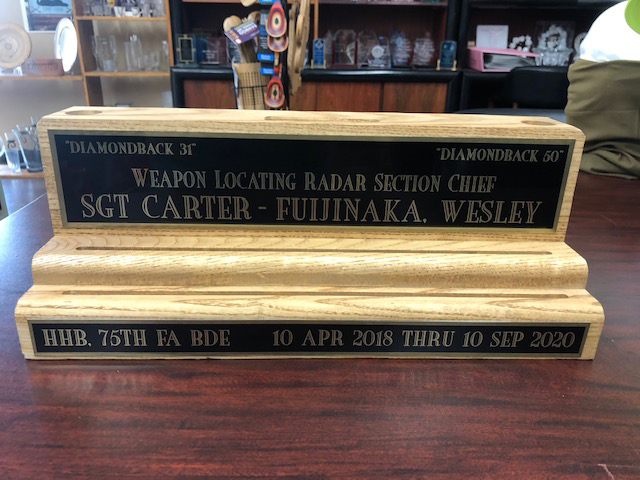 "DIAMONDBACK 31" "DIAMONDBACK 50"
WEAPON LOCATING RADAR SECTION CHIEF
SGT CARTER - FUIJINAKA, WESLEY
HHB, 75TH FA BDE 10 APR 2018 THRU 10 SEP 2020